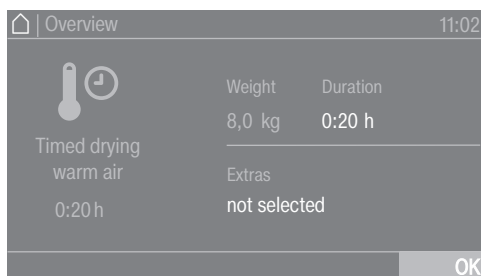 | Overview 11:02
Weight Duration
8,0 kg 0:20 h
Timed drying
warm air
0:20 h
Extras
not selected
OK